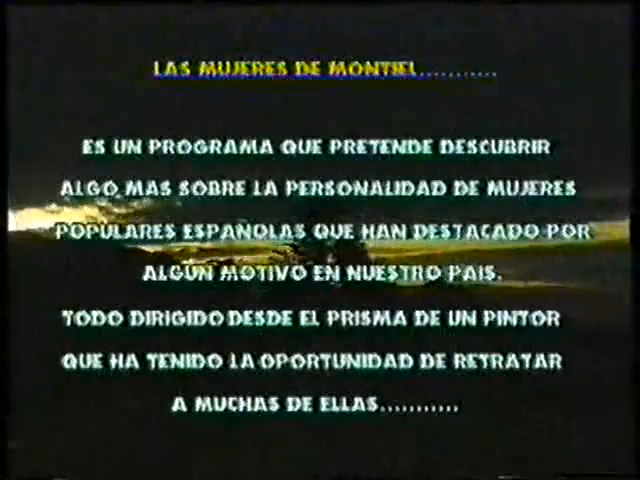 LAS MUJERES DE MONTIEL...........
ES UN PROGRAMA QUE PRETENDE DESCUBRIR
ALGO MAS SOBRE LA PERSONALIDAD DE MUJERES
POPULARES ESPAÑOLAS QUE HAN DESTACADO POR
ALGUN MOTIVO EN NUESTRO PAIS.
TODO DIRIGIDO DESDE EL PRISMA DE UN PINTOR
QUE HA TENIDO LA OPORTUNIDAD DE RETRATAR
A MUCHAS DE ELLAS...........